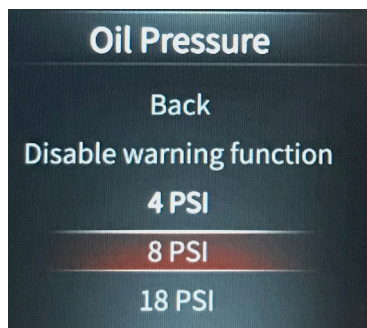 Oil Pressure
Back
Disable warning function
4 PSI
8 PSI
18 PSI